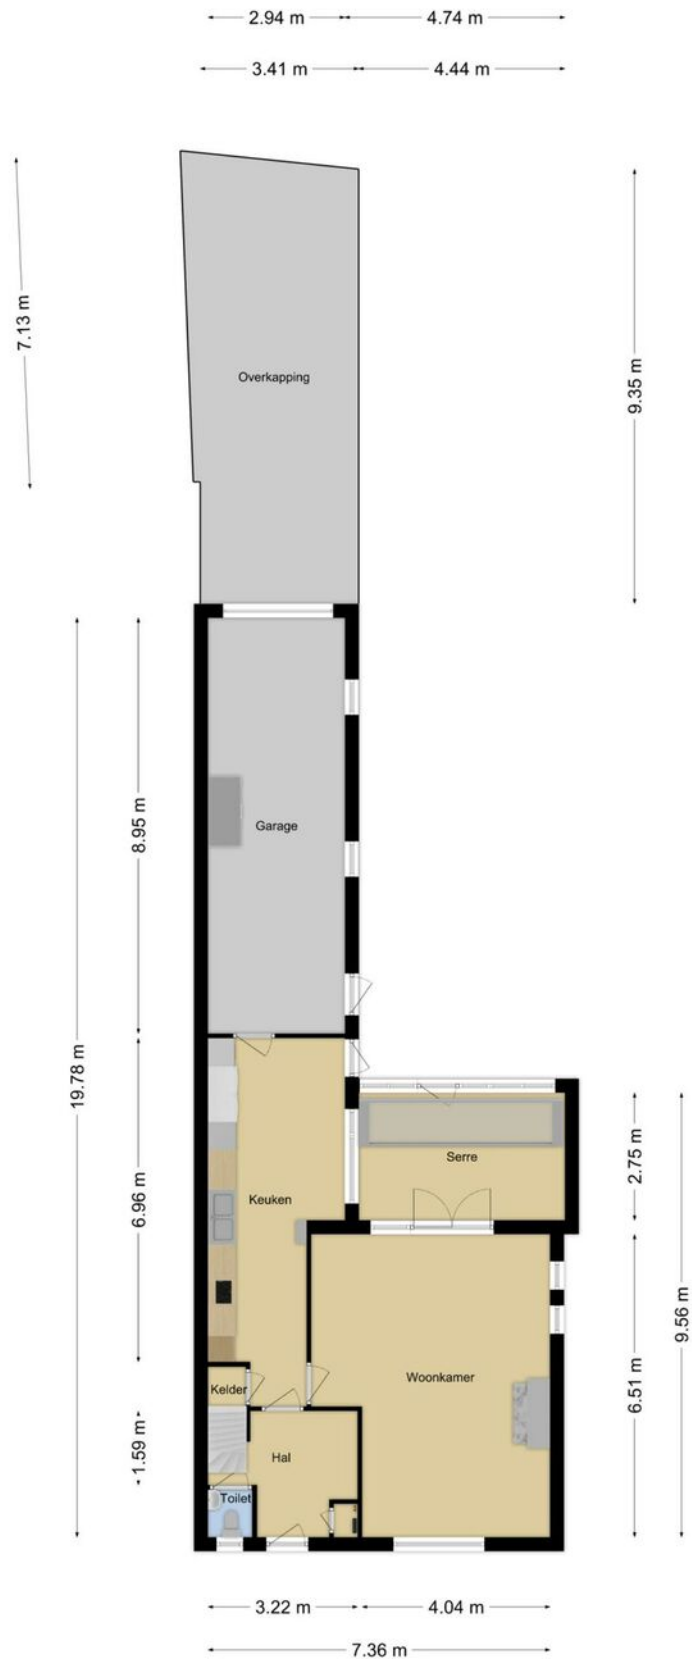 2.94 m 4.74 m
3.41 m 4.44 m
7.13 m
9.35 m
Overkapping
8.95 m
Garage
19.78 m
6.96 m
Keuken
Serre
2.75 m
9.56 m
6.51 m
Woonkamer
Kelder
1.59 m
Hal
Toilet
3.22 m 4.04 m
7.36 m